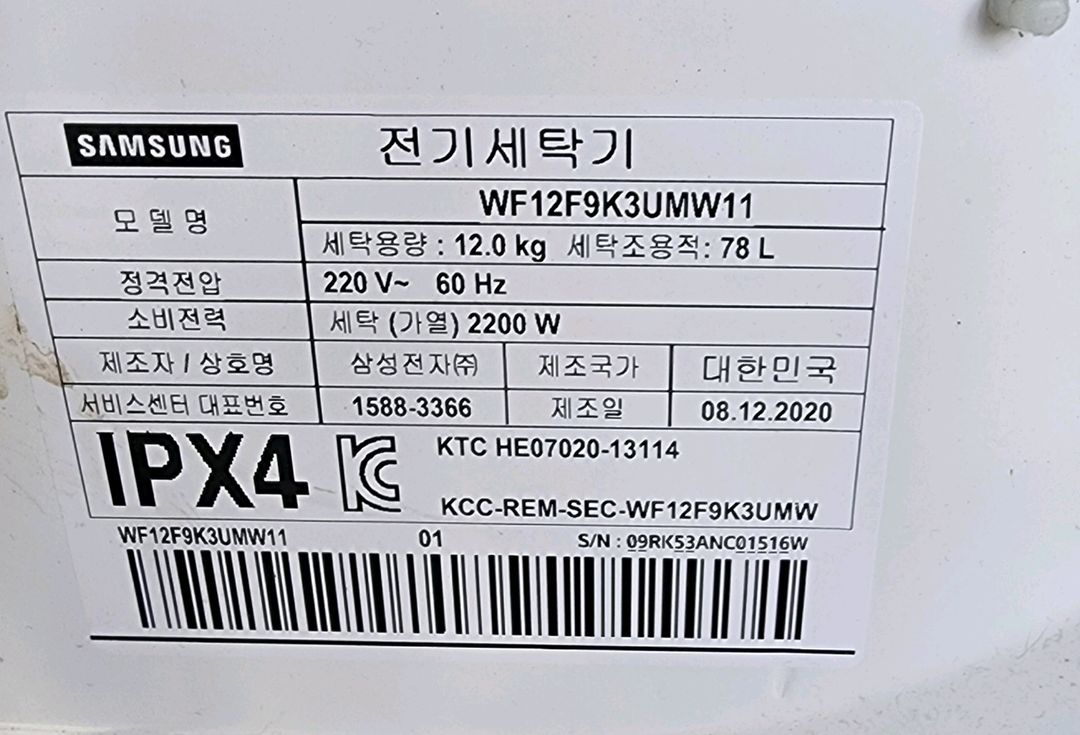 SAMSUNG 전기세탁기
모델명 WF12F9K3UMW11
세탁용량 : 12.0 kg 세탁조용적: 78 L
정격전압 220 V~ 60 Hz
소비전력 세탁 (가열) 2200 W
제조자 / 상호명 삼성전자㈜ 제조국가 대한민국
서비스센터 대표번호 1588-3366 제조일 08.12.2020
IPX4 KC KTC HE07020-13114
KCC-REM-SEC-WF12F9K3UMW
WF12F9K3UMW11 01 S/N : 09RK53ANC01516W